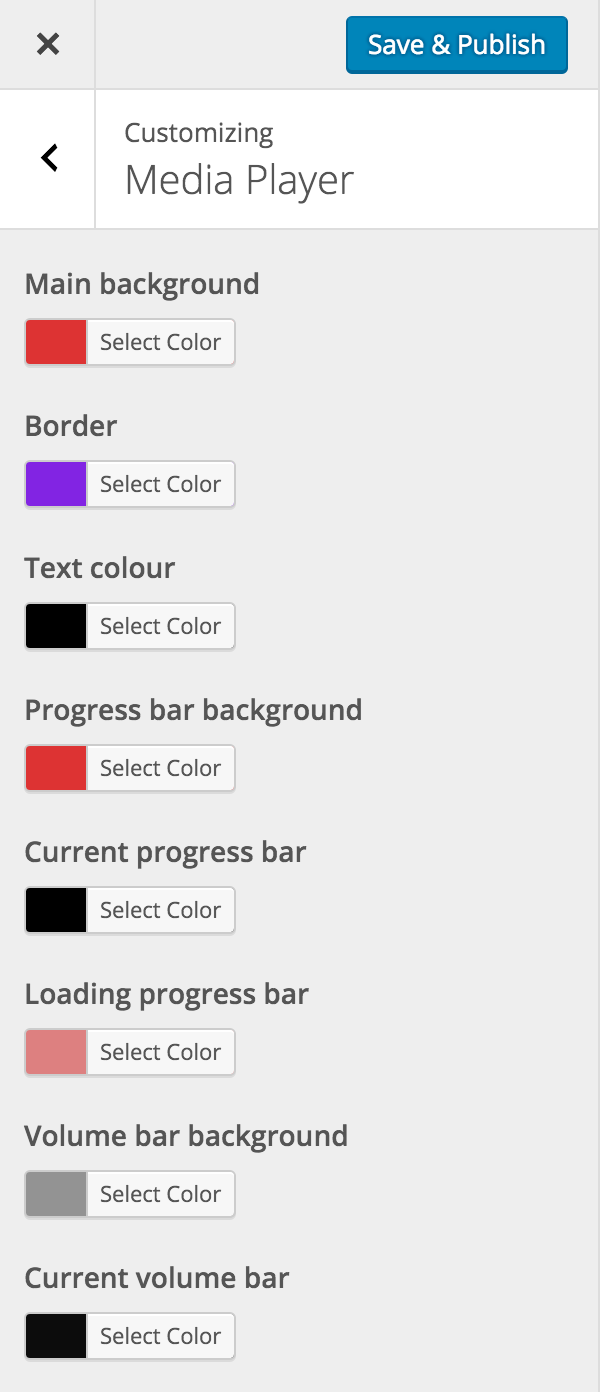 Save & Publish
Customizing
Media Player
Main background
Select Color
Border
Select Color
Text colour
Select Color
Progress bar background
Select Color
Current progress bar
Select Color
Loading progress bar
Select Color
Volume bar background
Select Color
Current volume bar
Select Color